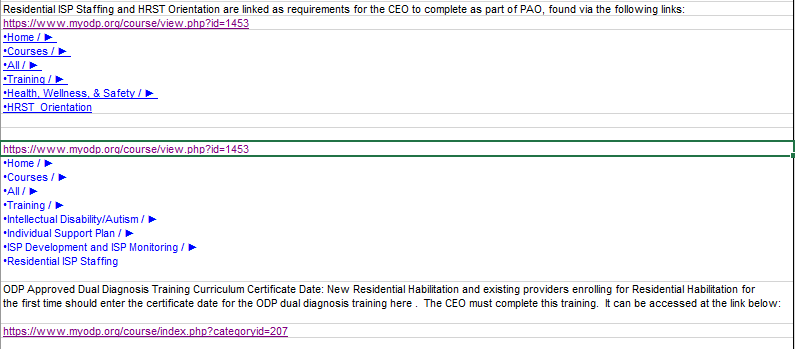 Residential ISP Staffing and HRST Orientation are linked as requirements for the CEO to complete as part of PAO, found via the following links:
https://www.myodp.org/course/view.php?id=1453
•Home / ►
•Courses / ►
•All / ►
•Training / ►
•Health, Wellness, & Safety / ►
•HRST Orientation
https://www.myodp.org/course/view.php?id=1453
•Home / ►
•Courses / ►
•All / ►
•Training / ►
•Intellectual Disability/Autism / ►
•Individual Support Plan / ►
•ISP Development and ISP Monitoring / ►
•Residential ISP Staffing
ODP Approved Dual Diagnosis Training Curriculum Certificate Date: New Residential Habilitation and existing providers enrolling for Residential Habilitation for
the first time should enter the certificate date for the ODP dual diagnosis training here . The CEO must complete this training. It can be accessed at the link below:
https://www.myodp.org/course/index.php?categoryid=207